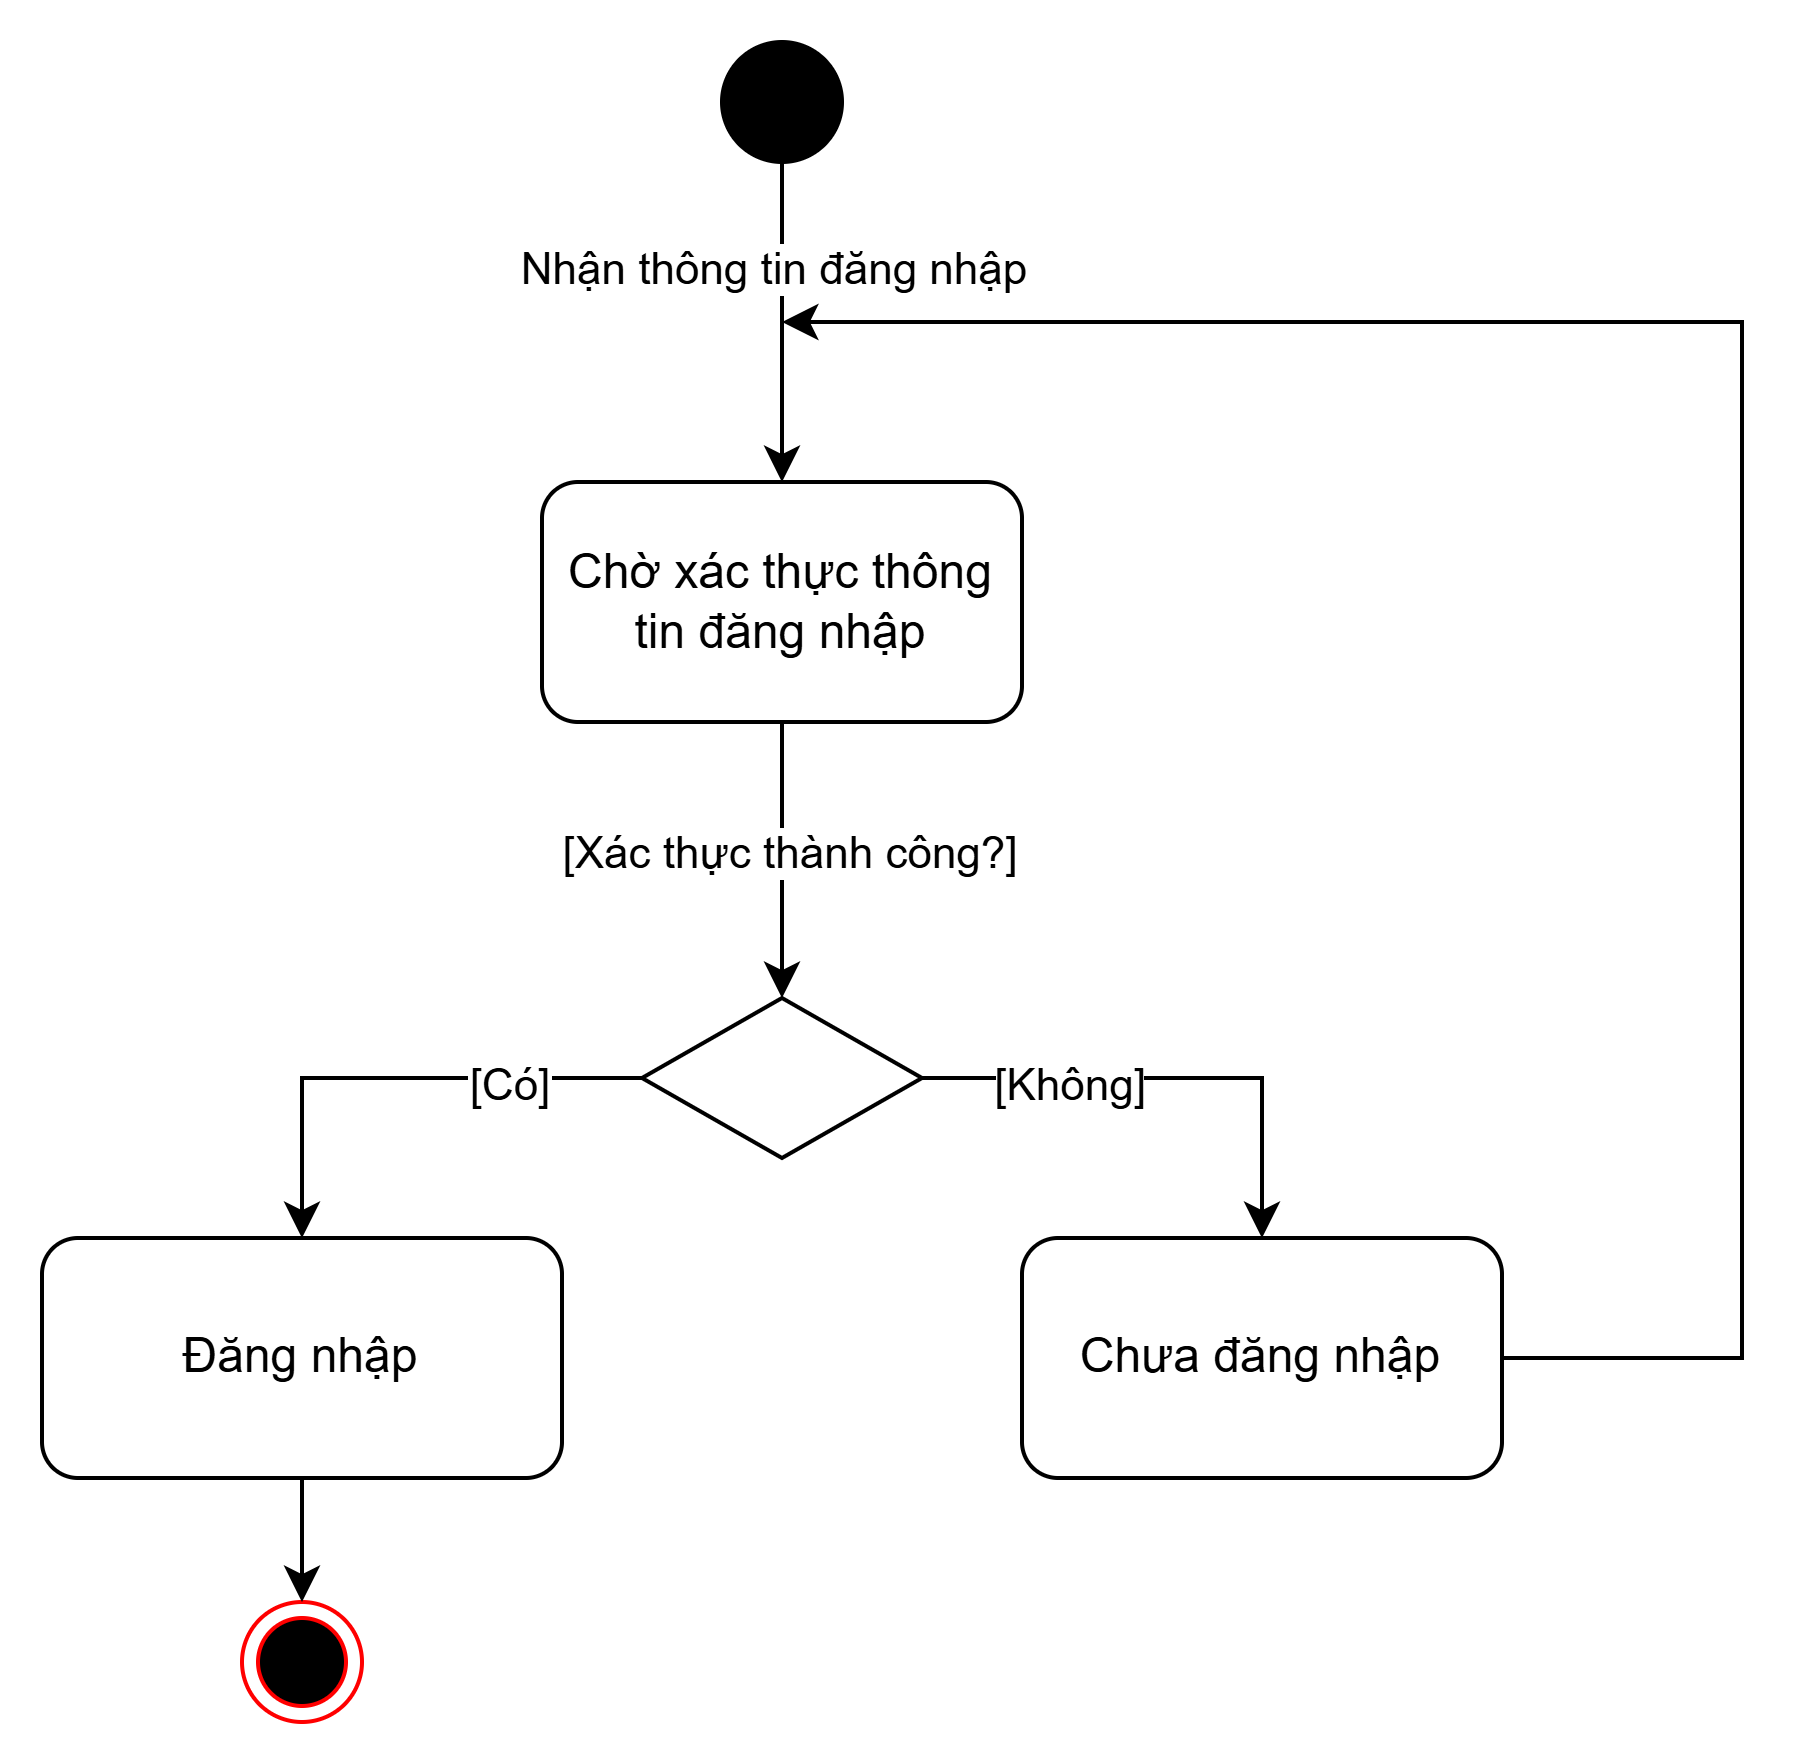 Nhận thông tin đăng nhập
Chờ xác thực thông
tin đăng nhập
[Xác thực thành công?]
[Có]
[Không]
Đăng nhập
Chưa đăng nhập